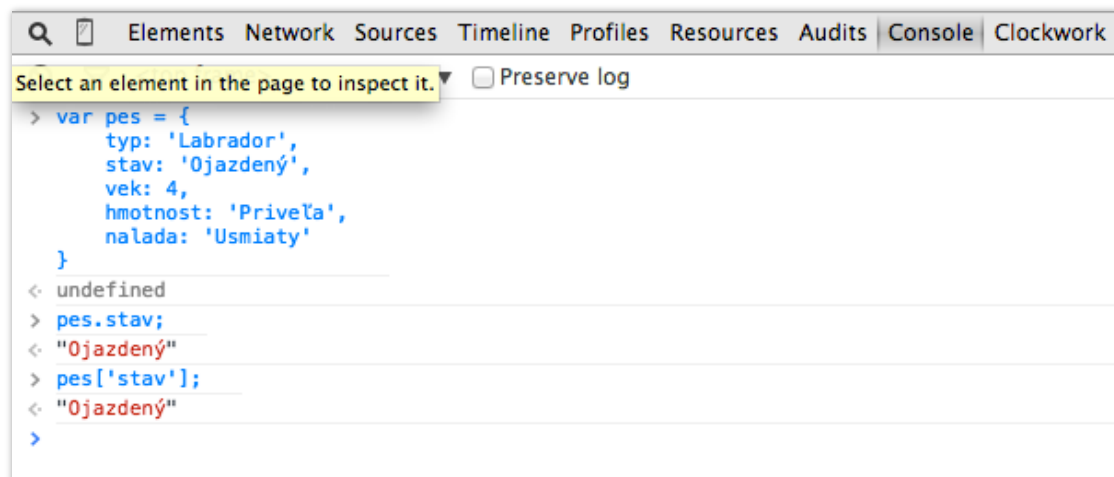 Elements Network Sources Timeline Profiles Resources Audits Console Clockwork
Select an element in the page to inspect it. ▼ Preserve log
> var pes = {
typ: 'Labrador',
stav: 'Ojazdený',
vek: 4,
hmotnost: 'Priveľa',
nalada: 'Usmiaty'
}
<· undefined
> pes.stav;
<· "Ojazdený"
> pes['stav'];
<· "Ojazdený"
>